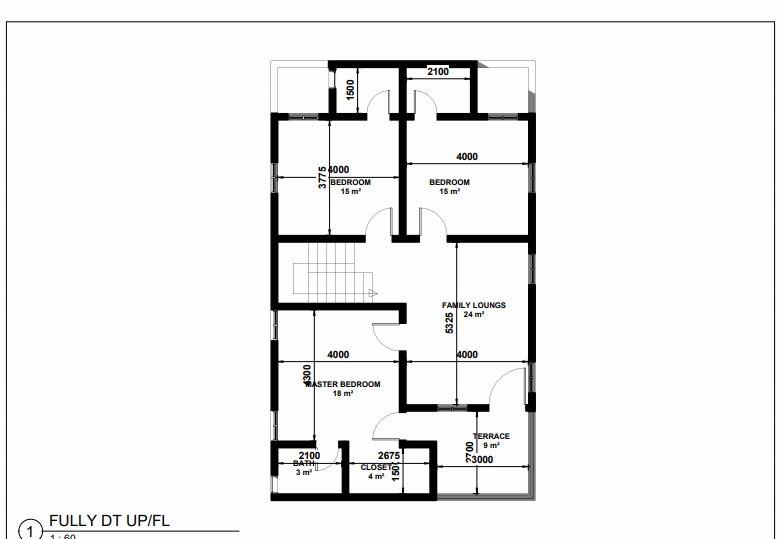 2100
1500
4000
4000
3775
BEDROOM
15 m²
BEDROOM
15 m²
FAMILY LOUNGS
24 m²
5325
4000
4000
4300
MASTER BEDROOM
18 m²
TERRACE
9 m²
2700
3000
2100
BATH
3 m²
2675
CLOSET
4 m²
1500
1
FULLY DT UP/FL
1 : 60